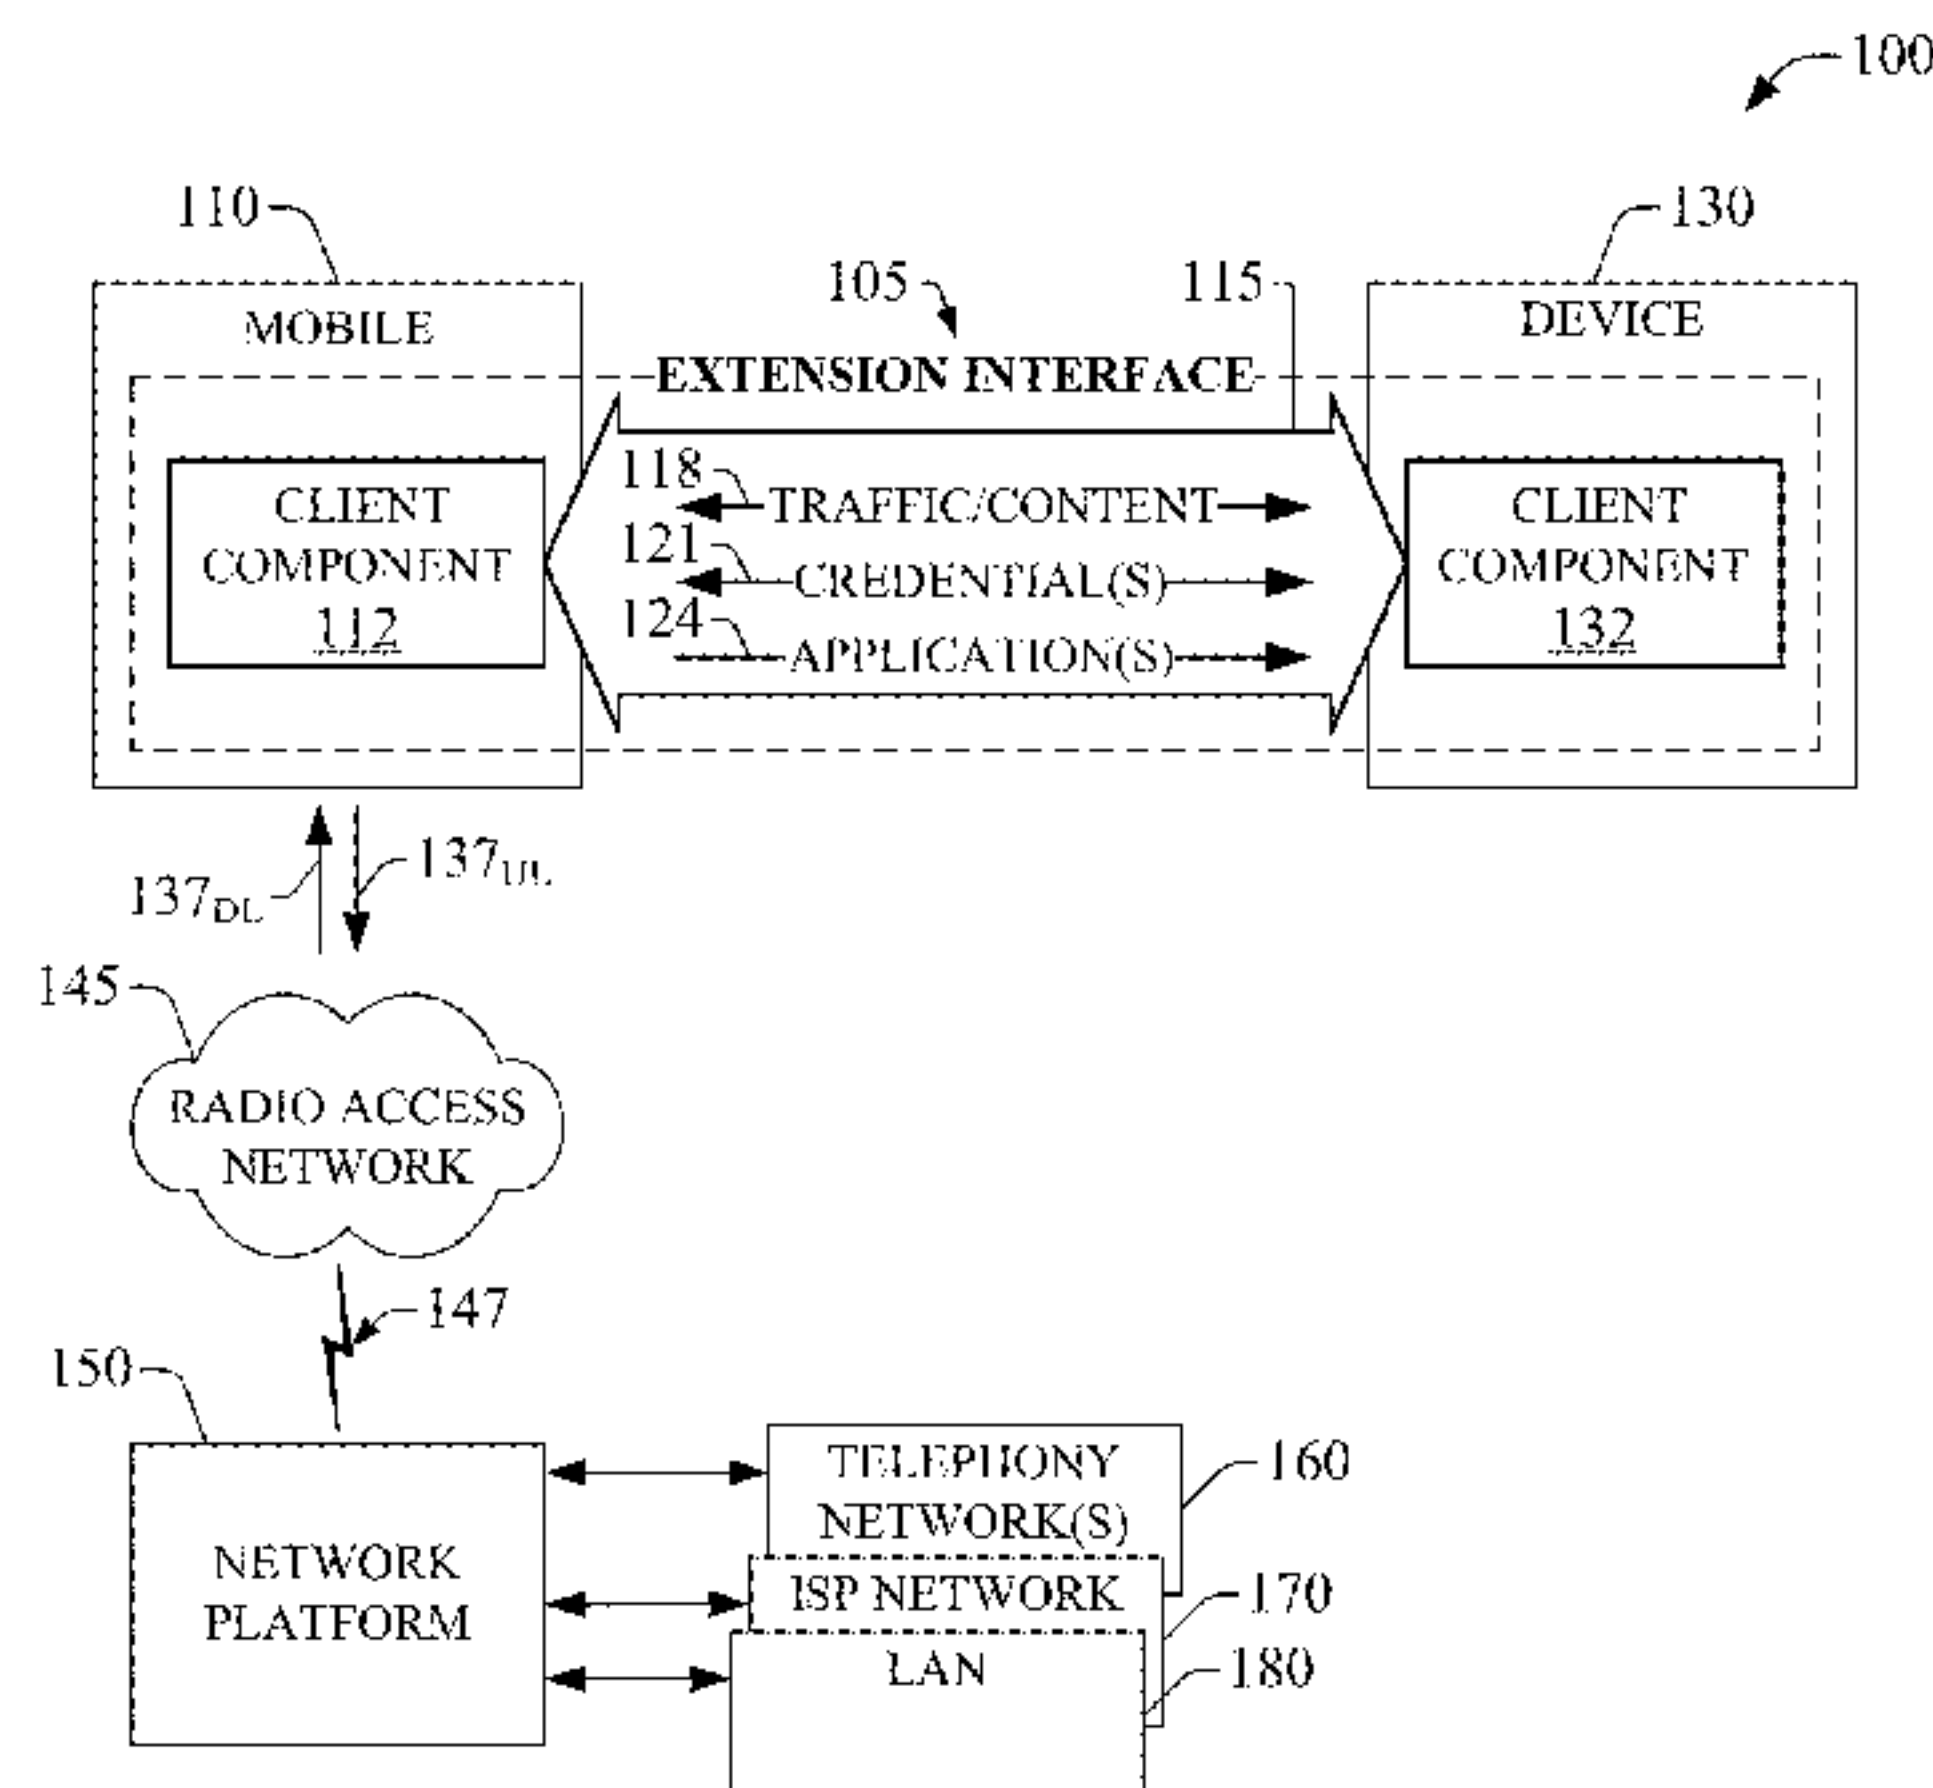 100
110
130
105
115
MOBILE
DEVICE
EXTENSION INTERFACE
118
TRAFFIC/CONTENT
121
CREDENTIAL(S)
124
APPLICATION(S)
CLIENT
COMPONENT
112
CLIENT
COMPONENT
132
137DL
137UL
145
RADIO ACCESS
NETWORK
147
150
NETWORK
PLATFORM
TELEPHONY
NETWORK(S)
160
ISP NETWORK
170
LAN
180